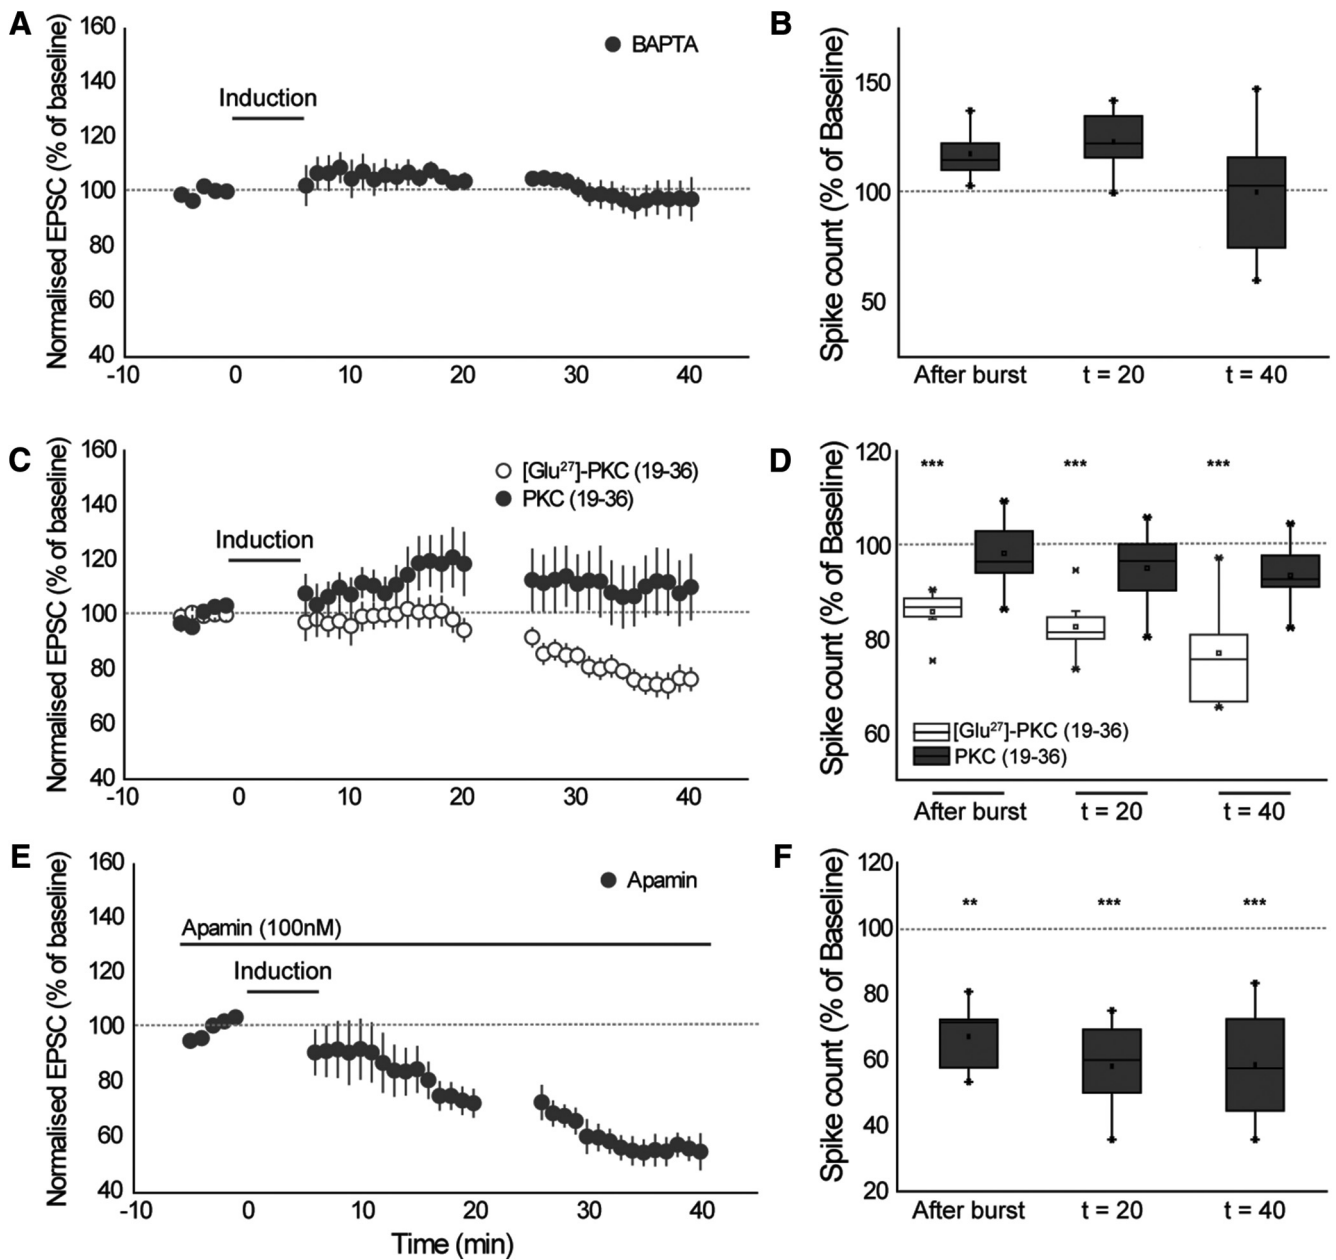 A
Normalised EPSC (% of baseline)
160
140
120
100
80
60
40
-10
0
10
20
30
40
Induction
BAPTA
B
Spike count (% of Baseline)
150
100
50
After burst
t = 20
t = 40
C
Normalised EPSC (% of baseline)
160
140
120
100
80
60
40
-10
0
10
20
30
40
Induction
[Glu²⁷]-PKC (19-36)
PKC (19-36)
D
Spike count (% of Baseline)
120
100
80
60
***
***
***
[Glu²⁷]-PKC (19-36)
PKC (19-36)
After burst
t = 20
t = 40
E
Normalised EPSC (% of baseline)
160
140
120
100
80
60
40
-10
0
10
20
30
40
Apamin
Apamin (100nM)
Induction
Time (min)
F
Spike count (% of Baseline)
120
100
80
60
40
20
**
***
***
After burst
t = 20
t = 40